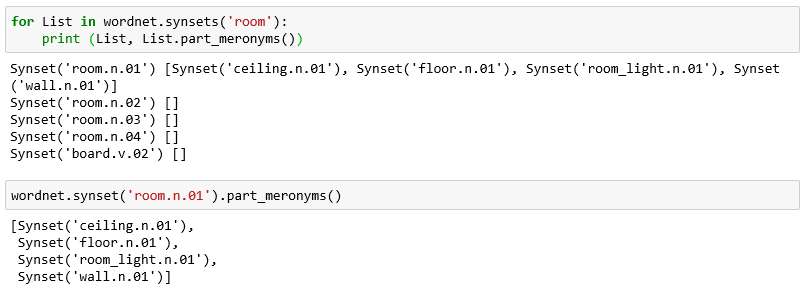 for List in wordnet.synsets('room'):
    print (List, List.part_meronyms())
Synset('room.n.01') [Synset('ceiling.n.01'), Synset('floor.n.01'), Synset('room_light.n.01'), Synset
('wall.n.01')]
Synset('room.n.02') []
Synset('room.n.03') []
Synset('room.n.04') []
Synset('board.v.02') []
wordnet.synset('room.n.01').part_meronyms()
[Synset('ceiling.n.01'),
 Synset('floor.n.01'),
 Synset('room_light.n.01'),
 Synset('wall.n.01')]